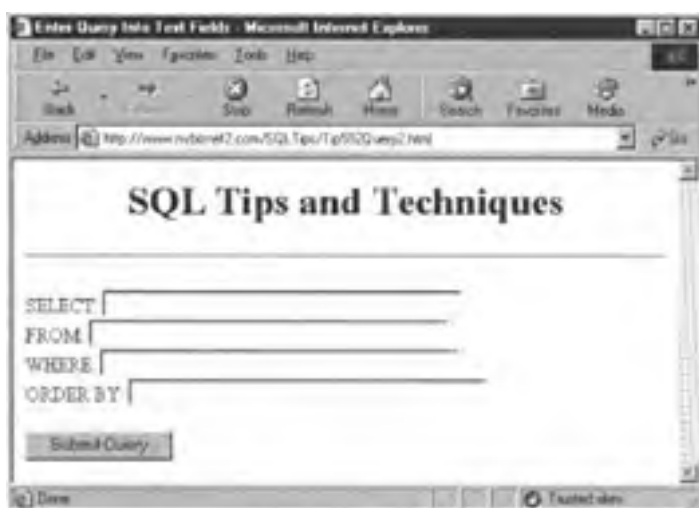 Enter Query Into Text Fields - Microsoft Internet Explorer
File Edit View Favorites Tools Help
Back Stop Refresh Home Search Favorites Media
Address Go
SQL Tips and Techniques
SELECT
FROM
WHERE
ORDER BY
Submit Query
Done Trusted sites